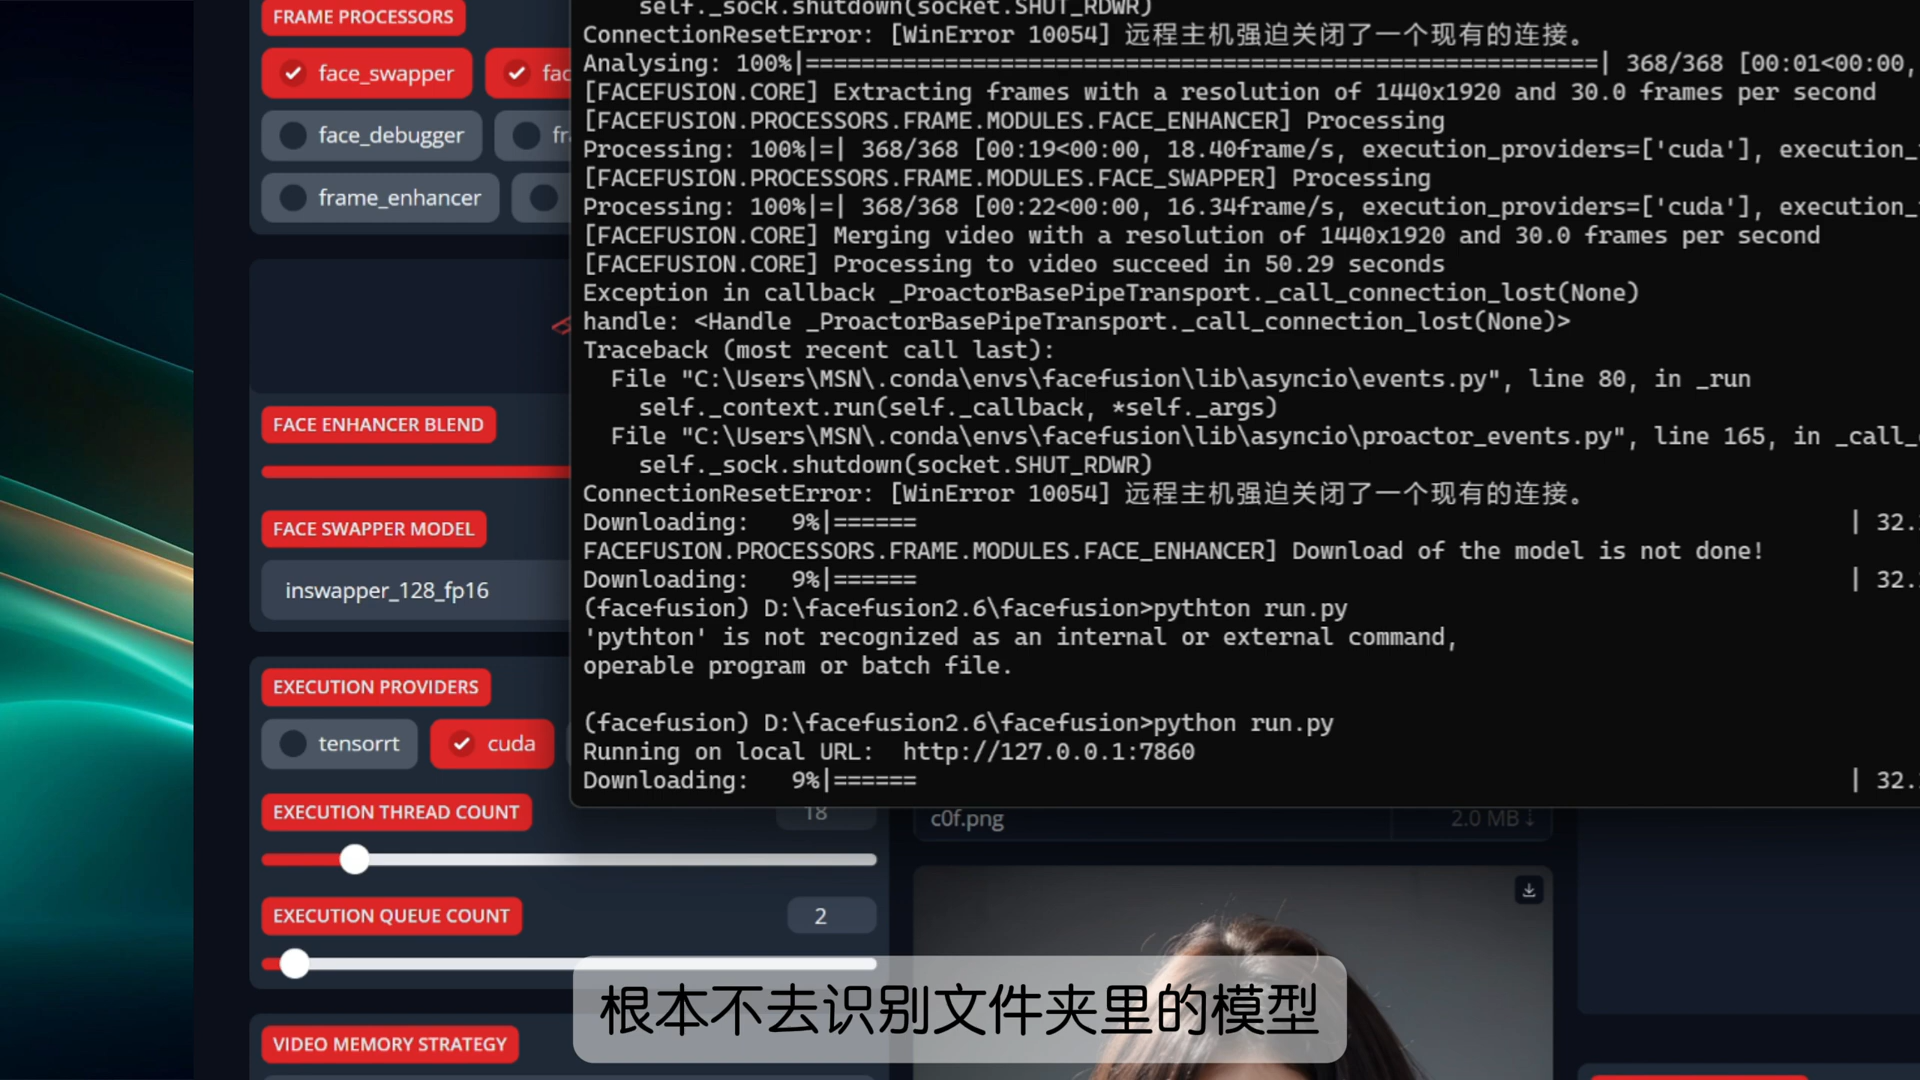 FRAME PROCESSORS
face_swapper
fac
face_debugger
fr
frame_enhancer
FACE ENHANCER BLEND
FACE SWAPPER MODEL
inswapper_128_fp16
EXECUTION PROVIDERS
tensorrt
cuda
EXECUTION THREAD COUNT
18
EXECUTION QUEUE COUNT
2
VIDEO MEMORY STRATEGY
self._sock.shutdown(socket.SHUT_RDWR)
ConnectionResetError: [WinError 10054] 远程主机强迫关闭了一个现有的连接。
Analysing: 100%|=========================================================| 368/368 [00:01<00:00,
[FACEFUSION.CORE] Extracting frames with a resolution of 1440x1920 and 30.0 frames per second
[FACEFUSION.PROCESSORS.FRAME.MODULES.FACE_ENHANCER] Processing
Processing: 100%|=| 368/368 [00:19<00:00, 18.40frame/s, execution_providers=['cuda'], execution_
[FACEFUSION.PROCESSORS.FRAME.MODULES.FACE_SWAPPER] Processing
Processing: 100%|=| 368/368 [00:22<00:00, 16.34frame/s, execution_providers=['cuda'], execution_
[FACEFUSION.CORE] Merging video with a resolution of 1440x1920 and 30.0 frames per second
[FACEFUSION.CORE] Processing to video succeed in 50.29 seconds
Exception in callback _ProactorBasePipeTransport._call_connection_lost(None)
handle: <Handle _ProactorBasePipeTransport._call_connection_lost(None)>
Traceback (most recent call last):
File "C:\Users\MSN\.conda\envs\facefusion\lib\asyncio\events.py", line 80, in _run
self._context.run(self._callback, *self._args)
File "C:\Users\MSN\.conda\envs\facefusion\lib\asyncio\proactor_events.py", line 165, in _call_
self._sock.shutdown(socket.SHUT_RDWR)
ConnectionResetError: [WinError 10054] 远程主机强迫关闭了一个现有的连接。
Downloading:   9%|====== | 32.
FACEFUSION.PROCESSORS.FRAME.MODULES.FACE_ENHANCER] Download of the model is not done!
Downloading:   9%|====== | 32.
(facefusion) D:\facefusion2.6\facefusion>pythton run.py
'pythton' is not recognized as an internal or external command,
operable program or batch file.
(facefusion) D:\facefusion2.6\facefusion>python run.py
Running on local URL:  http://127.0.0.1:7860
Downloading:   9%|====== | 32.
c0f.png
2.0 MB ↓
根本不去识别文件夹里的模型